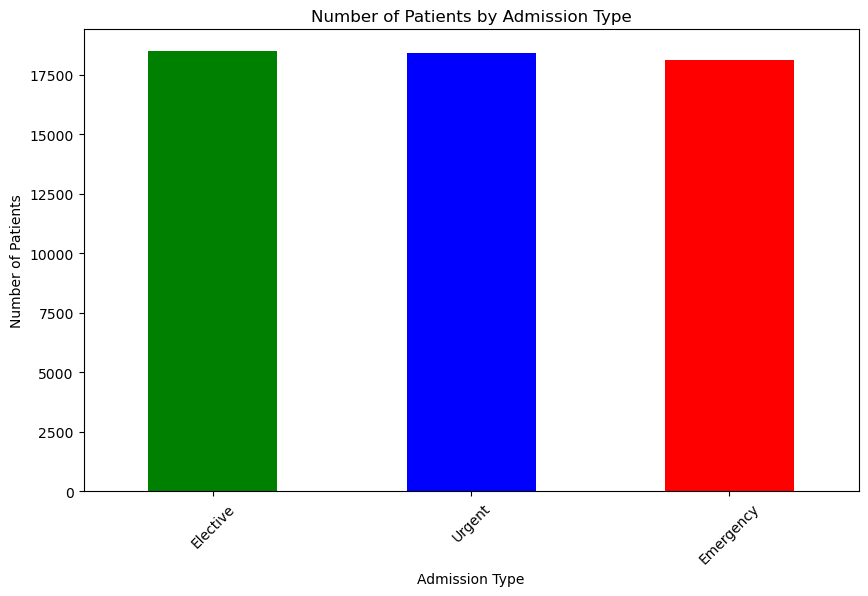 Number of Patients by Admission Type
Number of Patients
17500
15000
12500
10000
7500
5000
2500
0
Elective
Urgent
Emergency
Admission Type